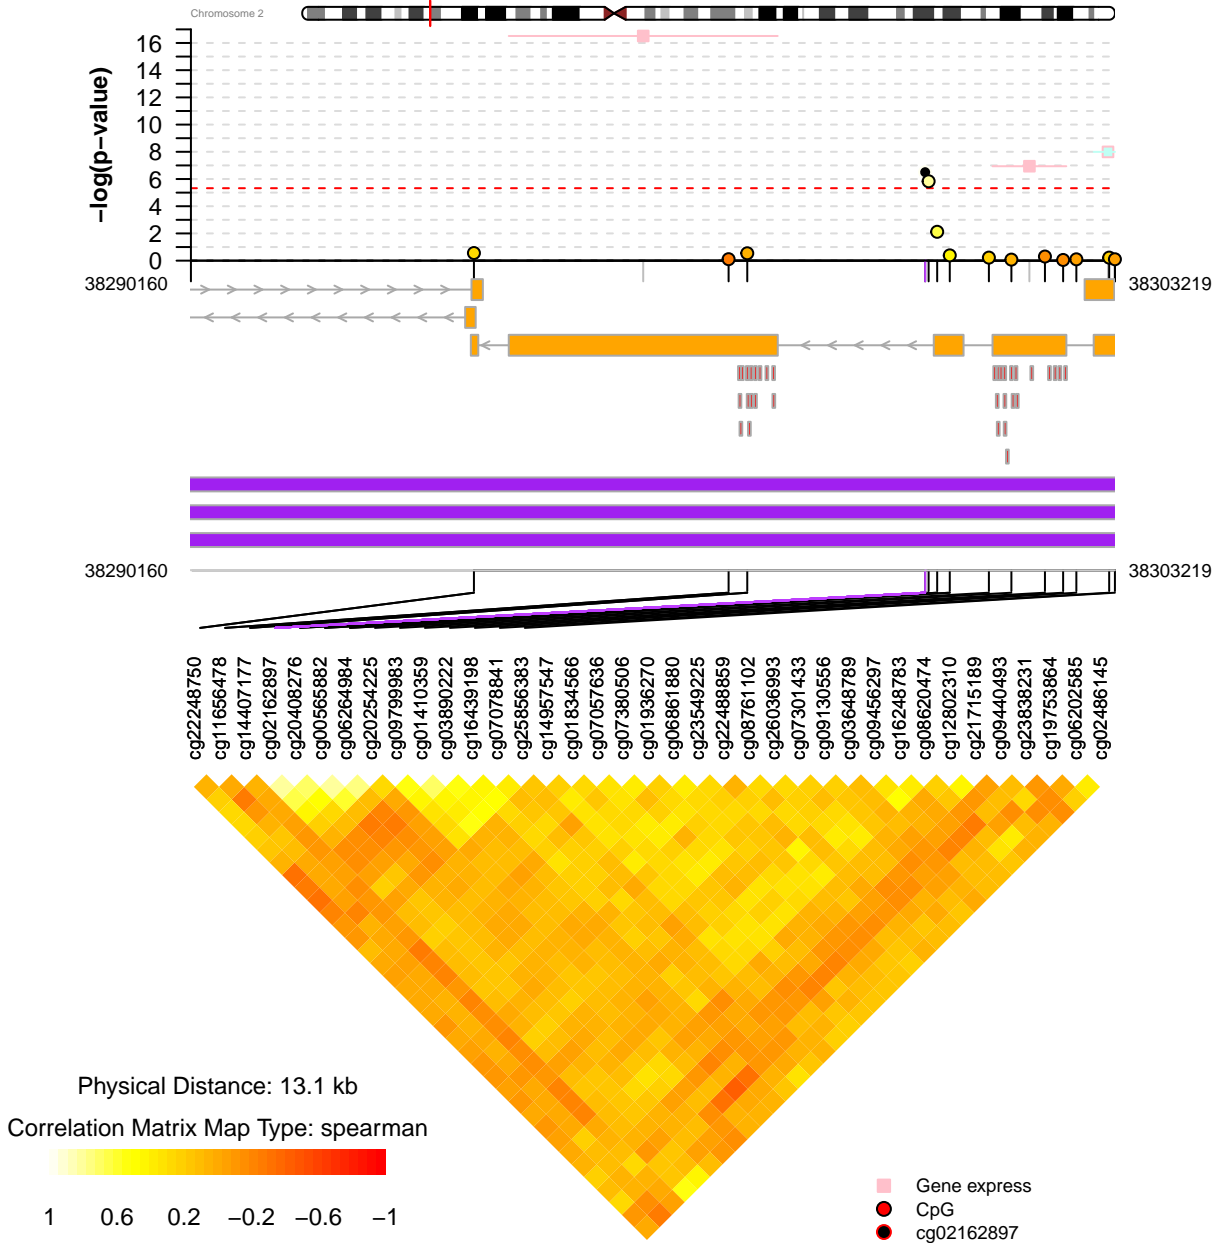 Chromosome 2
−log(p−value)
16
14
12
10
8
6
4
2
0
38290160
38303219
38290160
38303219
cg22248750
cg11656478
cg14407177
cg02162897
cg20408276
cg00565882
cg06264984
cg20254225
cg09799983
cg01410359
cg03890222
cg16439198
cg07078841
cg25856383
cg14957547
cg01834566
cg07057636
cg07380506
cg01936270
cg06861880
cg23549225
cg22488859
cg08761102
cg26036993
cg07301433
cg09130556
cg03648789
cg09456297
cg16248783
cg08620474
cg12802310
cg21715189
cg09440493
cg23838231
cg19753864
cg06202585
cg02486145
Physical Distance: 13.1 kb
Correlation Matrix Map Type: spearman
1 0.6 0.2 −0.2 −0.6 −1
Gene express
CpG
cg02162897